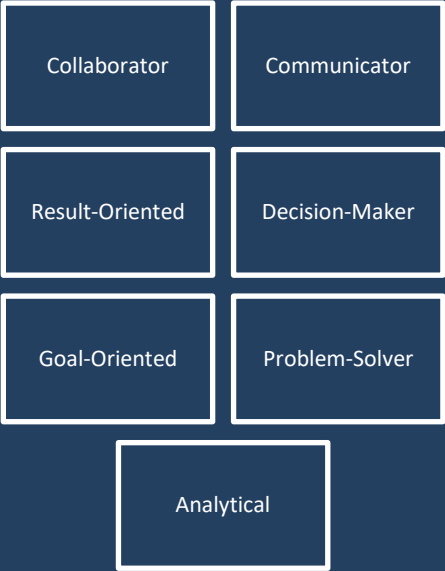 Collaborator
Communicator
Result-Oriented
Decision-Maker
Goal-Oriented
Problem-Solver
Analytical